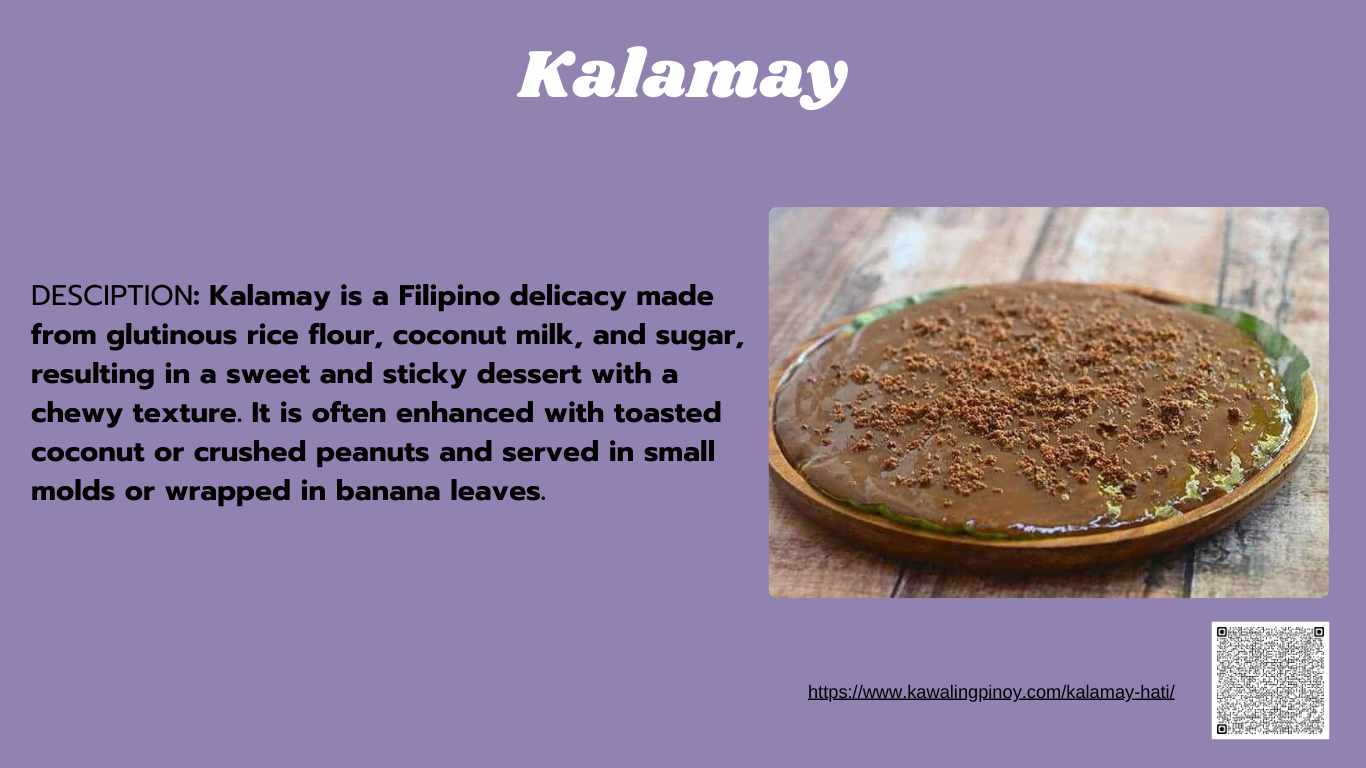 Kalamay
DESCIPTION: Kalamay is a Filipino delicacy made
from glutinous rice flour, coconut milk, and sugar,
resulting in a sweet and sticky dessert with a
chewy texture. It is often enhanced with toasted
coconut or crushed peanuts and served in small
molds or wrapped in banana leaves.
https://www.kawalingpinoy.com/kalamay-hati/